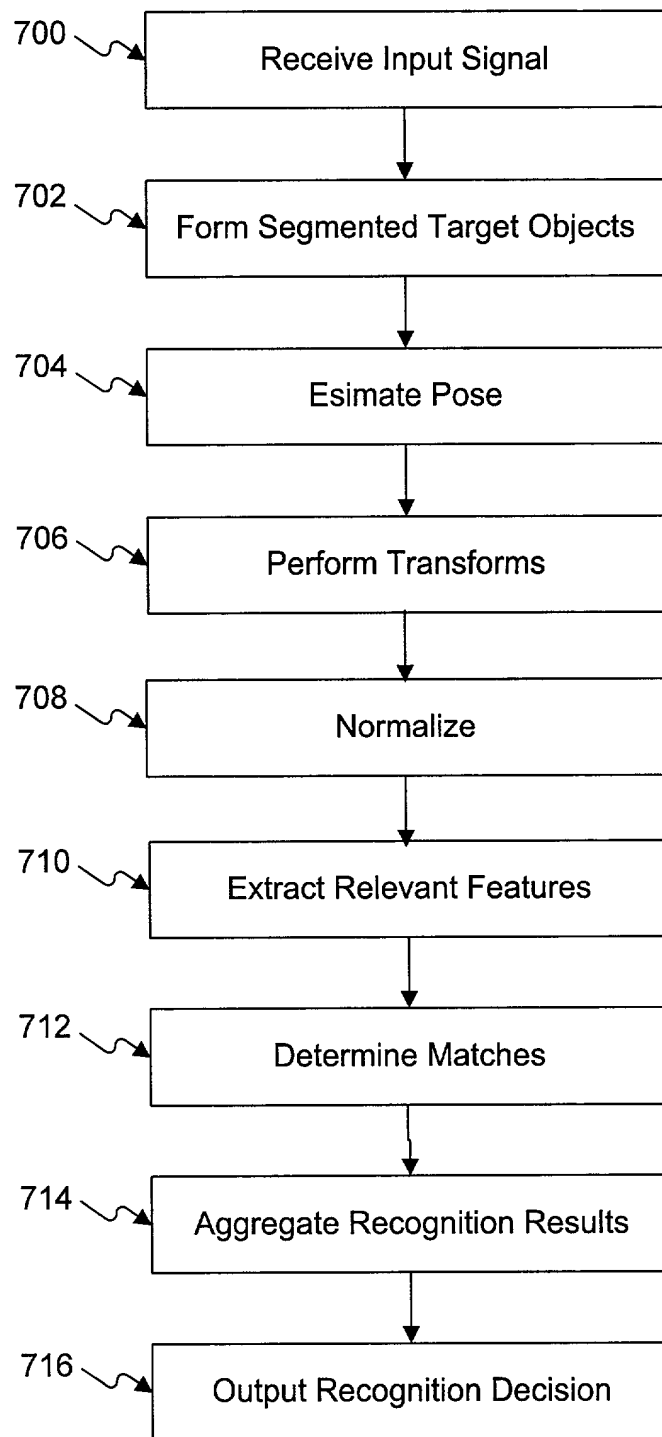 700
Receive Input Signal
702
Form Segmented Target Objects
704
Esimate Pose
706
Perform Transforms
708
Normalize
710
Extract Relevant Features
712
Determine Matches
714
Aggregate Recognition Results
716
Output Recognition Decision